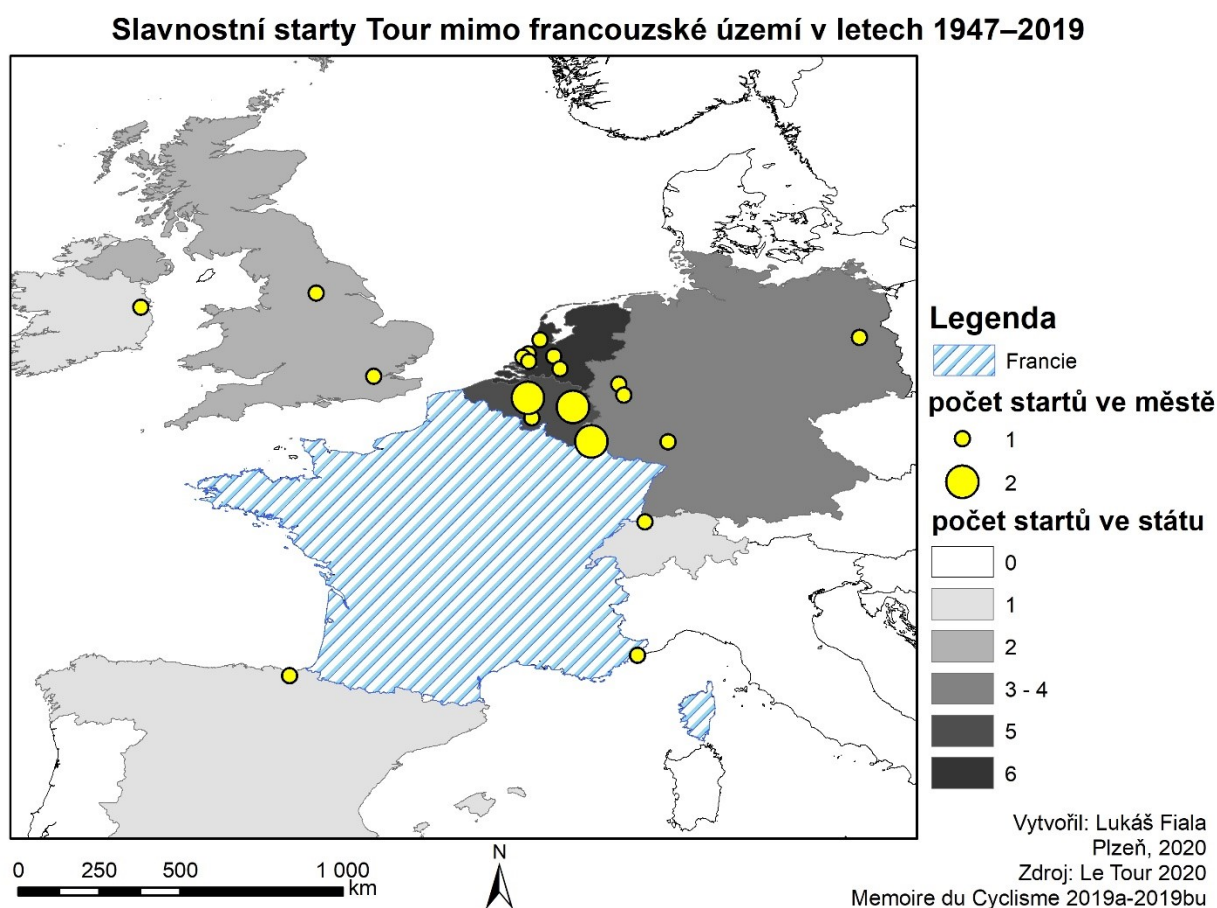 Slavnostní starty Tour mimo francouzské území v letech 1947–2019
Legenda
Francie
počet startů ve městě
1
2
počet startů ve státu
0
1
2
3 - 4
5
6
Vytvořil: Lukáš Fiala
Plzeň, 2020
Zdroj: Le Tour 2020
Memoire du Cyclisme 2019a-2019bu
0 250 500 1 000
km
N